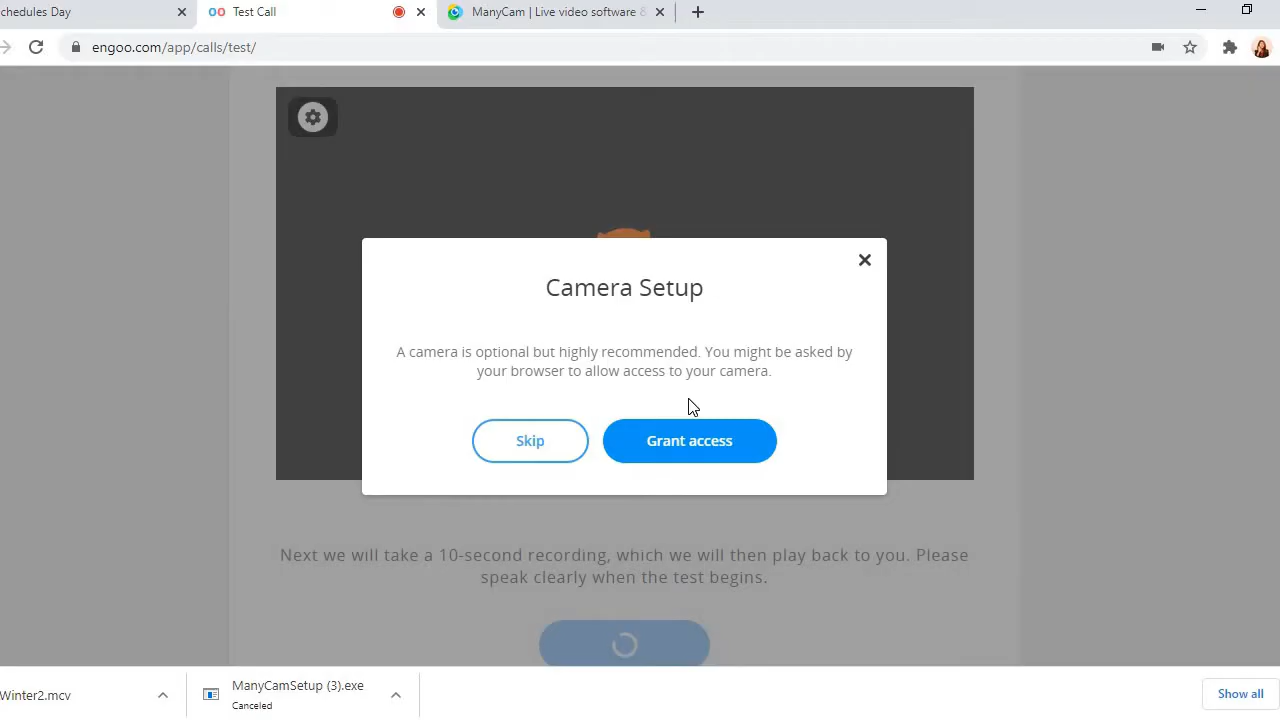 chedules Day
Test Call
ManyCam | Live video software &
engoo.com/app/calls/test/
Camera Setup
A camera is optional but highly recommended. You might be asked by
your browser to allow access to your camera.
Skip
Grant access
Next we will take a 10-second recording, which we will then play back to you. Please
speak clearly when the test begins.
Winter2.mcv
ManyCamSetup (3).exe
Canceled
Show all